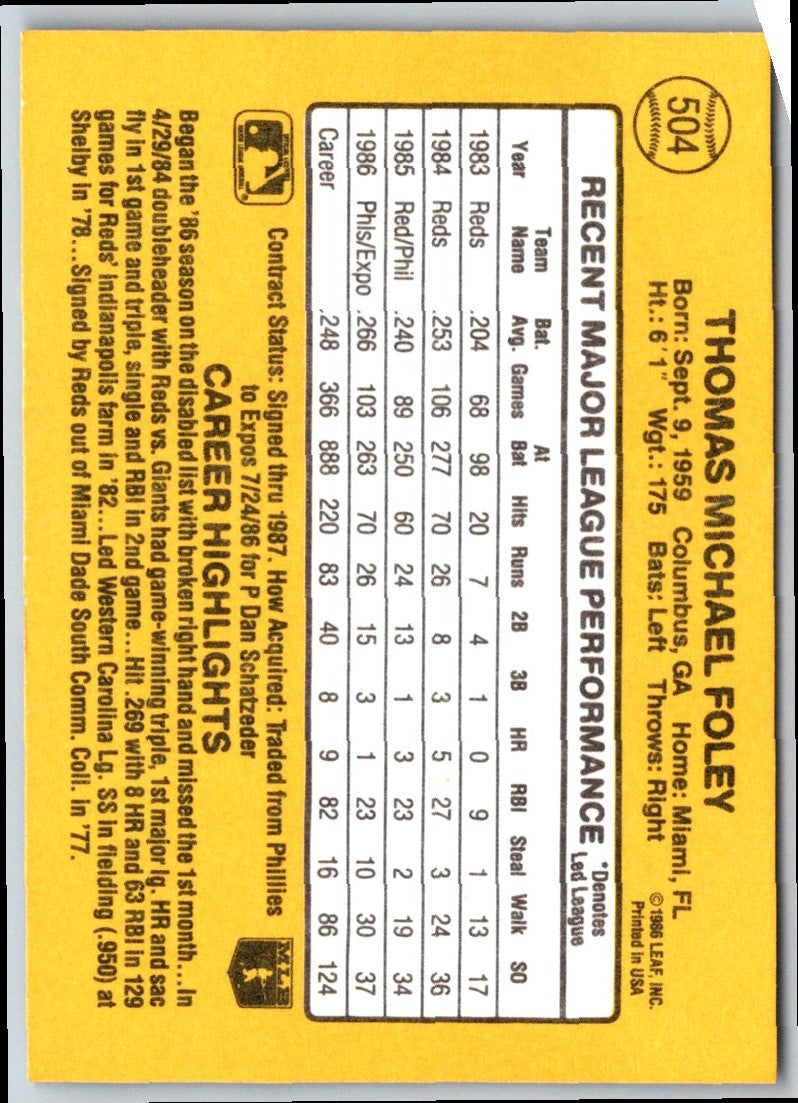 504
THOMAS MICHAEL FOLEY
Born: Sept. 9, 1959 Columbus, GA Home: Miami, FL
Ht.: 6'1" Wgt.: 175 Bats: Left Throws: Right
©1986 LEAF, INC.
Printed in USA
RECENT MAJOR LEAGUE PERFORMANCE *Denotes Led League
Year Team Name Bat. Avg. Games At Bat Hits Runs 2B 3B HR RBI Steal Walk SO
1983 Reds .204 68 98 20 7 4 1 0 9 1 13 17
1984 Reds .253 106 277 70 26 8 3 5 27 3 24 36
1985 Red/Phil .240 89 250 60 24 13 1 3 23 2 19 34
1986 Phls/Expo .266 103 263 70 26 15 3 1 23 10 30 37
Career .248 366 888 220 83 40 8 9 82 16 86 124
Contract Status: Signed thru 1987. How Acquired: Traded from Phillies
to Expos 7/24/86 for P Dan Schatzeder
MLB
CAREER HIGHLIGHTS
Began the '86 season on the disabled list with broken right hand and missed the 1st month...In
4/29/84 doubleheader with Reds vs. Giants had game-winning triple, 1st major lg. HR and sac
fly in 1st game and triple, single and RBI in 2nd game...Hit .269 with 8 HR and 63 RBI in 129
games for Reds' Indianapolis farm in '82...Led Western Carolina Lg. SS in fielding (.950) at
Shelby in '78...Signed by Reds out of Miami Dade South Comm. Coll. in '77.